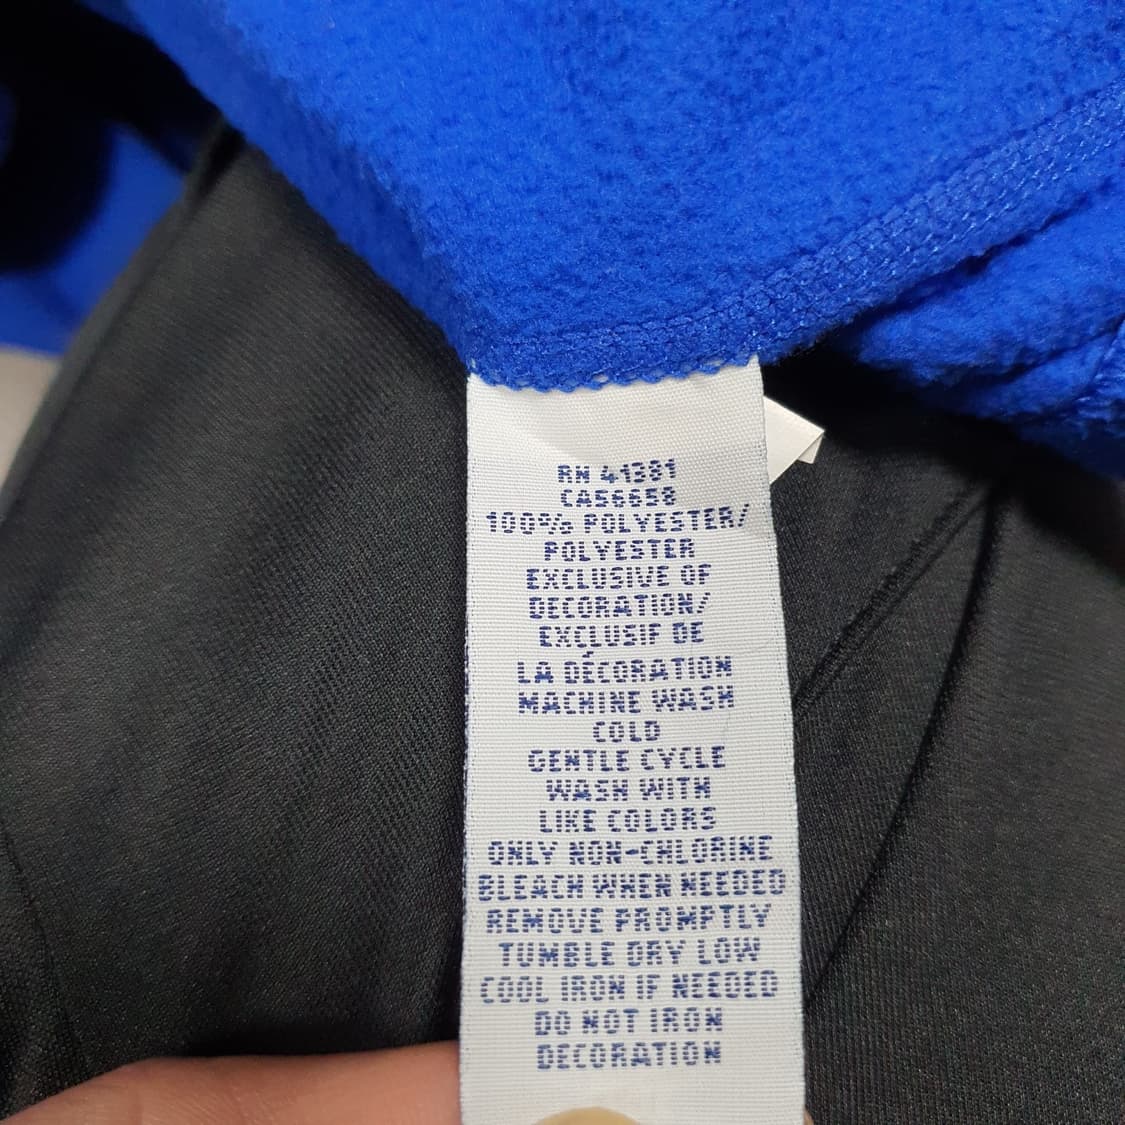 RN 41381
CA56658
100% POLYESTER/
POLYESTER
EXCLUSIVE OF
DECORATION/
EXCLUSIF DE
LA DÉCORATION
MACHINE WASH
COLD
GENTLE CYCLE
WASH WITH
LIKE COLORS
ONLY NON-CHLORINE
BLEACH WHEN NEEDED
REMOVE PROMPTLY
TUMBLE DRY LOW
COOL IRON IF NEEDED
DO NOT IRON
DECORATION